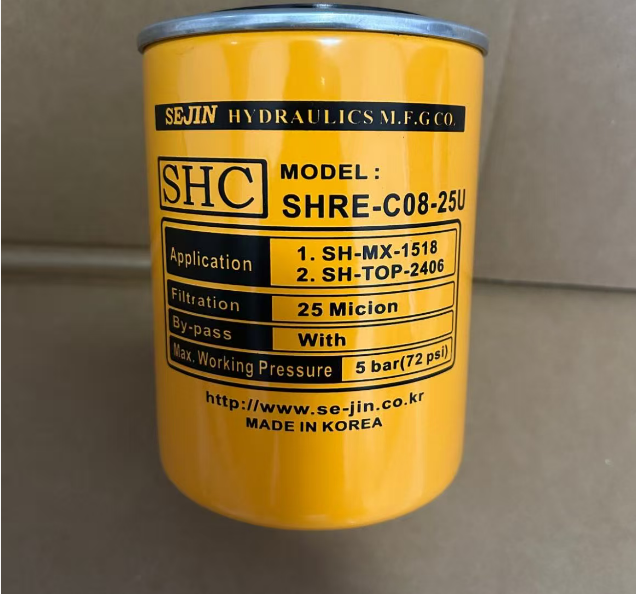 SEJIN HYDRAULICS M.F.G CO.
SHC
MODEL :
SHRE-C08-25U
Application
1. SH-MX-1518
2. SH-TOP-2406
Filtration 25 Micion
By-pass With
Max. Working Pressure 5 bar(72 psi)
http://www.se-jin.co.kr
MADE IN KOREA